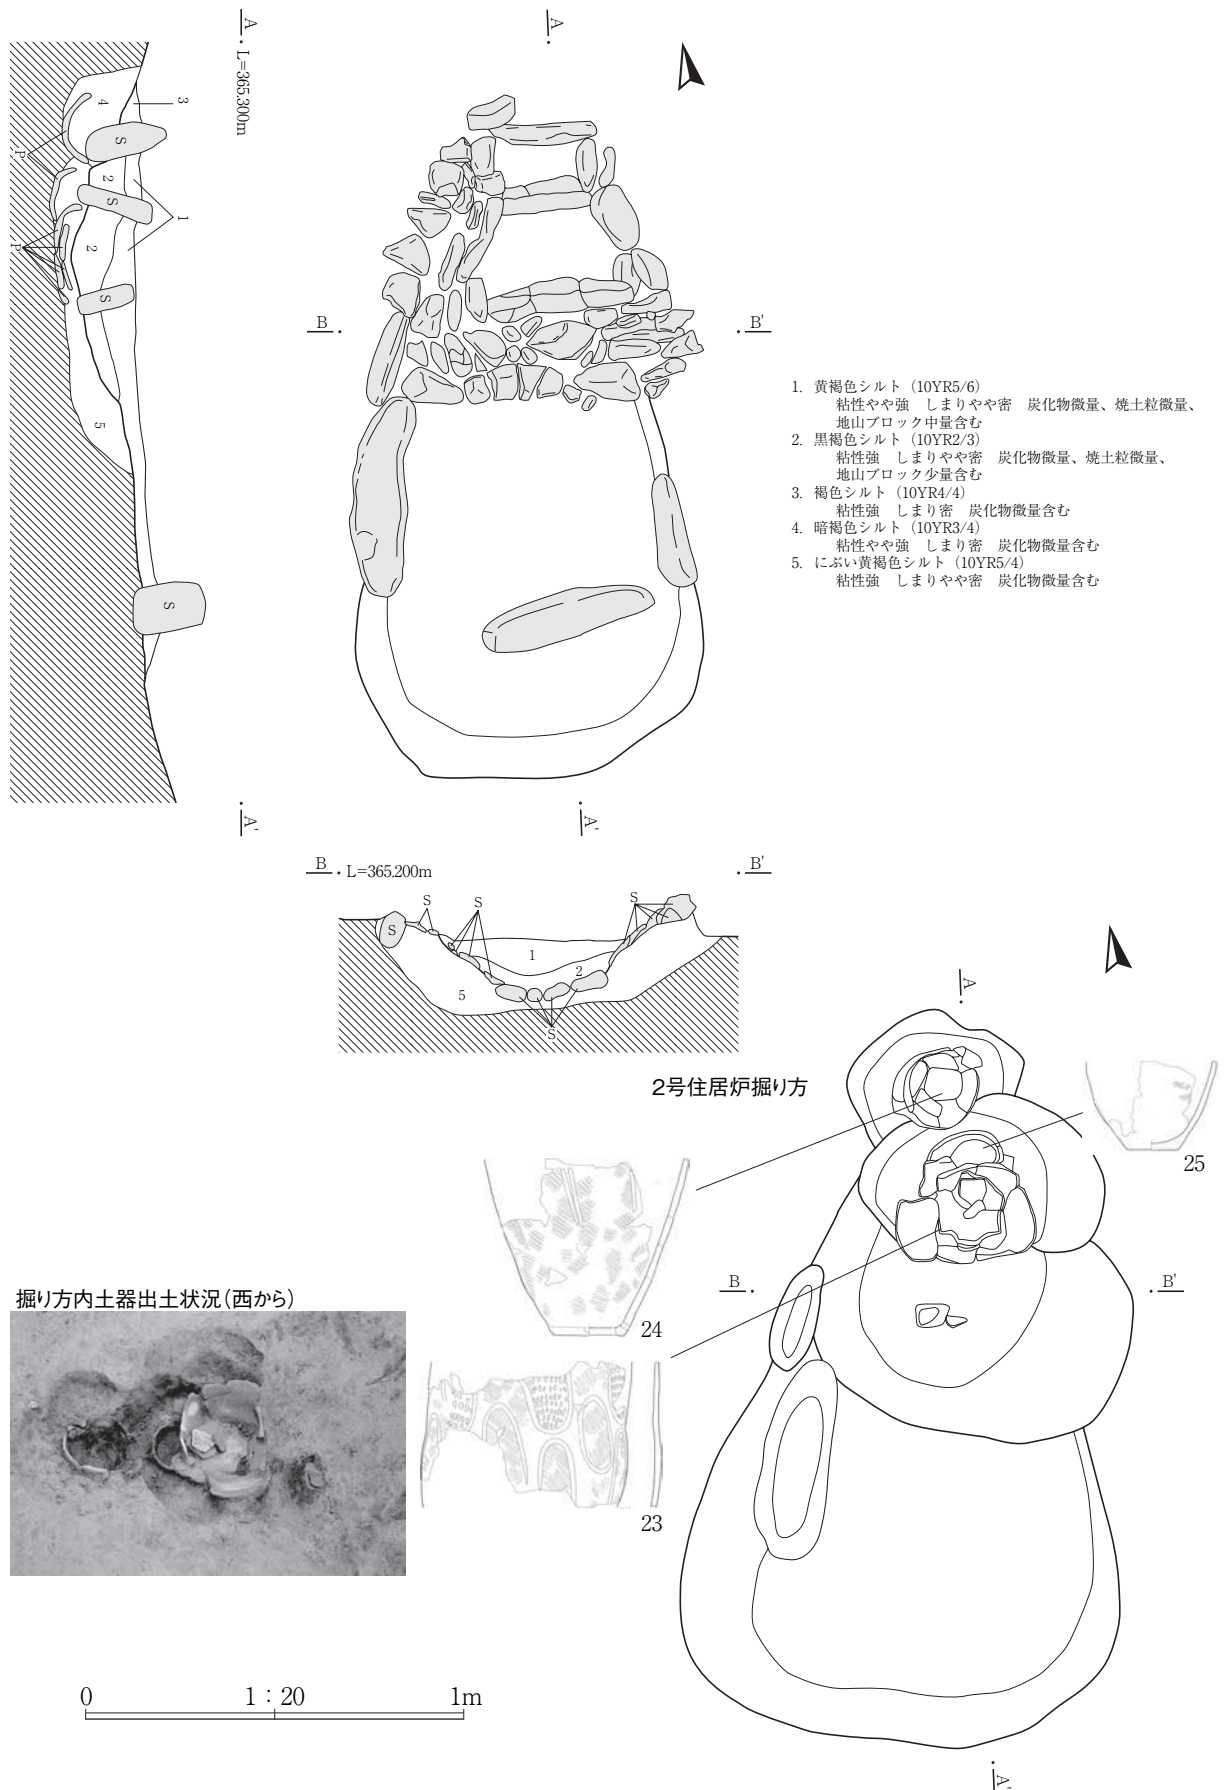 A
L=365.300m
A
3
4
S
P
2
S
1
P
2
S
5
S
B
B'
1. 黄褐色シルト（10YR5/6）
粘性やや強　しまりやや密　炭化物微量、焼土粒微量、
地山ブロック中量含む
2. 黒褐色シルト（10YR2/3）
粘性強　しまりやや密　炭化物微量、焼土粒微量、
地山ブロック少量含む
3. 褐色シルト（10YR4/4）
粘性強　しまり密　炭化物微量含む
4. 暗褐色シルト（10YR3/4）
粘性やや強　しまり密　炭化物微量含む
5. にぶい黄褐色シルト（10YR5/4）
粘性強　しまりやや密　炭化物微量含む
A'
A'
B L=365.200m
B'
S
S
S
S
1
2
5
S
A
2号住居炉掘り方
25
24
B
B'
掘り方内土器出土状況（西から）
23
0 1：20 1m
A'